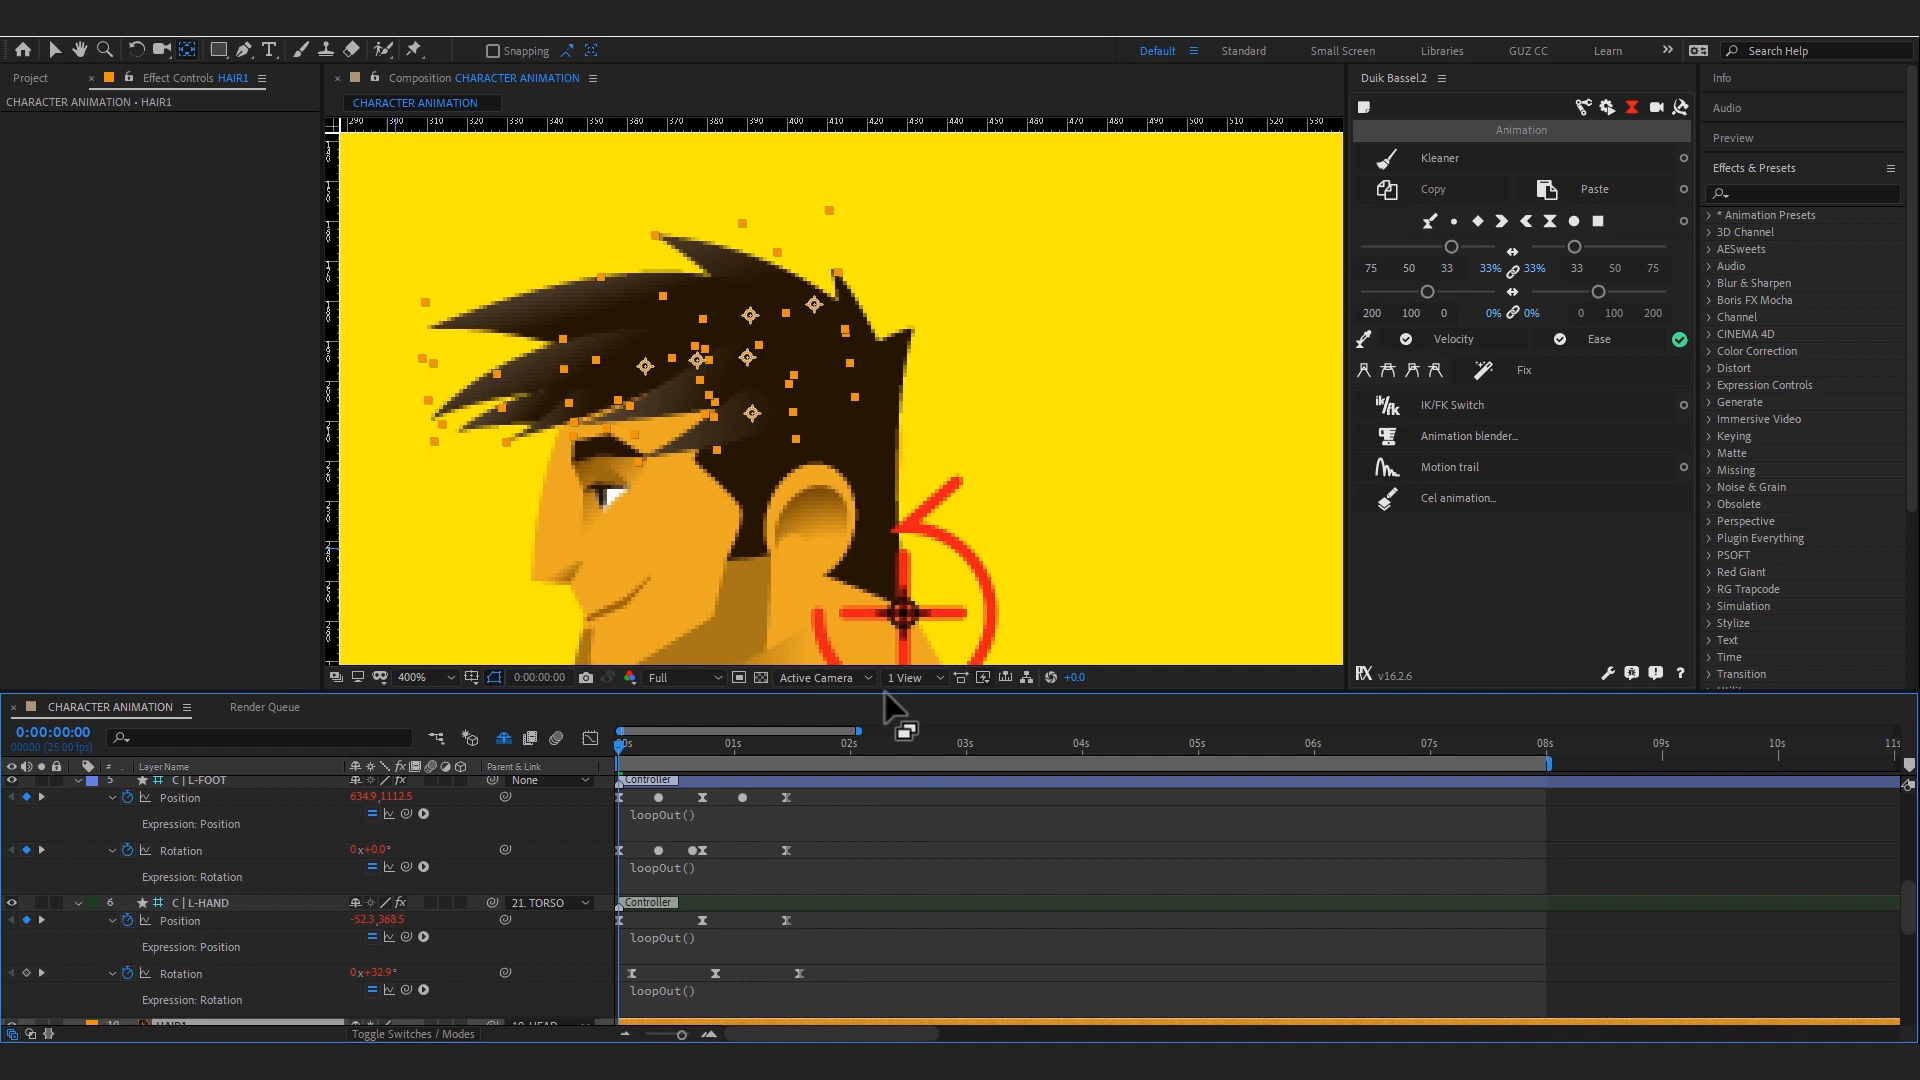 Snapping
Default
Standard
Small Screen
Libraries
GUZ CC
Learn
Search Help
Project
Effect Controls HAIR1
Composition CHARACTER ANIMATION
Duik Bassel.2
Info
CHARACTER ANIMATION • HAIR1
CHARACTER ANIMATION
Audio
290 300 310 320 330 340 350 360 370 380 390 400 410 420 430 440 450 460 470 480 490 500 510 520 530
Animation
Preview
Kleaner
Effects & Presets
Copy
Paste
* Animation Presets
3D Channel
AESweets
Audio
Blur & Sharpen
Boris FX Mocha
Channel
CINEMA 4D
Color Correction
Distort
Expression Controls
Generate
Immersive Video
Keying
Matte
Missing
Noise & Grain
Obsolete
Perspective
Plugin Everything
PSOFT
Red Giant
RG Trapcode
Simulation
Stylize
Text
Time
Transition
75 50 33 33% 33% 33 50 75
200 100 0 0% 0% 0 100 200
Velocity
Ease
Fix
IK/FK Switch
Animation blender...
Motion trail
Cel animation...
v16.2.6
400%
0:00:00:00
Full
Active Camera
1 View
+0.0
CHARACTER ANIMATION
Render Queue
0:00:00:00
00000 (25.00 fps)
01s 02s 03s 04s 05s 06s 07s 08s 09s 10s
# Layer Name
Parent & Link
5 C | L-FOOT
None
Controller
Position
634.9,1112.5
Expression: Position
loopOut()
Rotation
0x+0.0°
Expression: Rotation
loopOut()
6 C | L-HAND
21. TORSO
Controller
Position
-52.3,368.5
Expression: Position
loopOut()
Rotation
0x+32.9°
Expression: Rotation
loopOut()
Toggle Switches / Modes